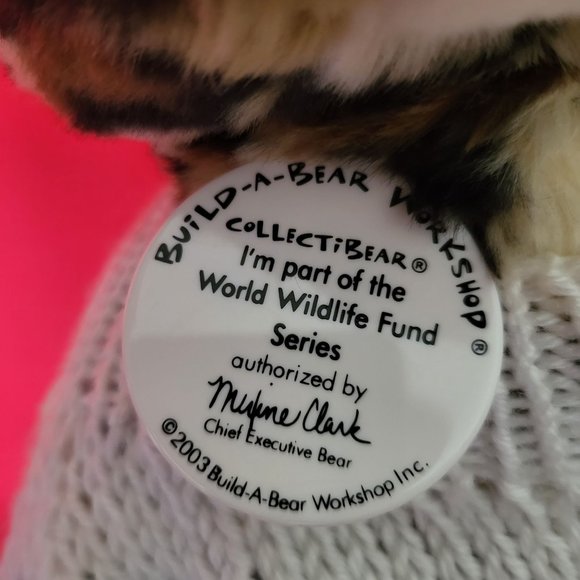 BUiLD-A-BEAR WORKSHOP®
COLLECTiBEAR®
I'm part of the
World Wildlife Fund
Series
authorized by
Maxine Clark
Chief Executive Bear
©2003 Build-A-Bear Workshop Inc.